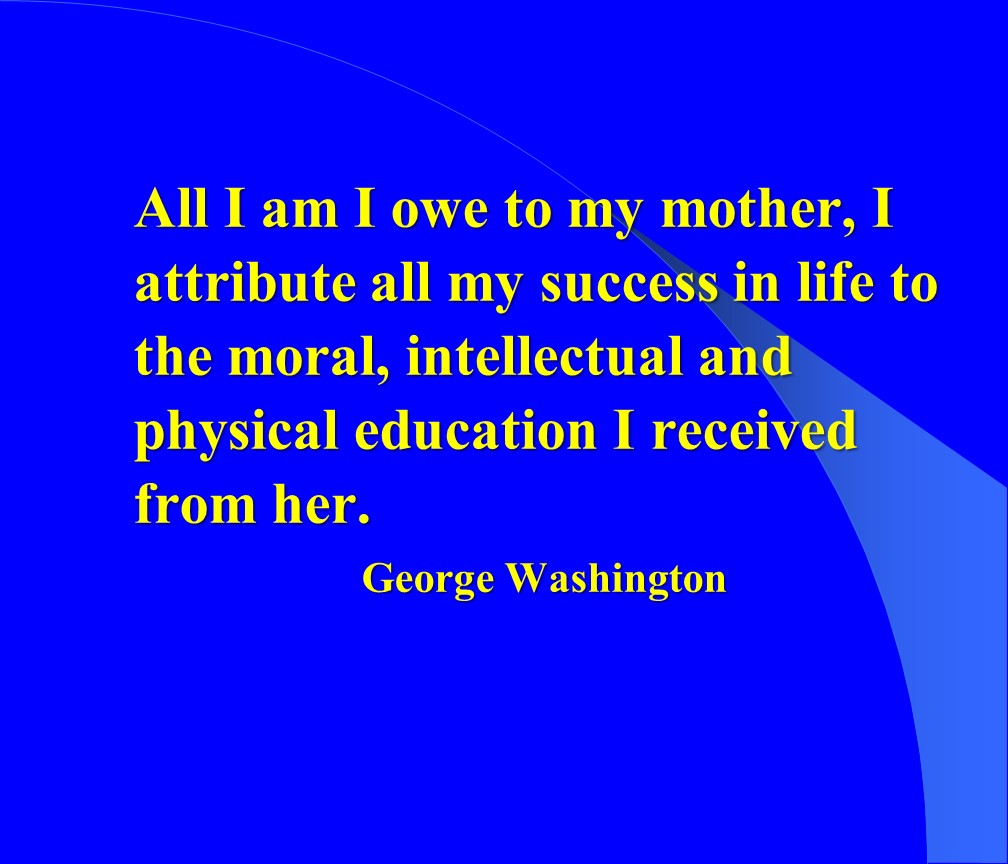 All I am I owe to my mother, I
attribute all my success in life to
the moral, intellectual and
physical education I received
from her.
George Washington